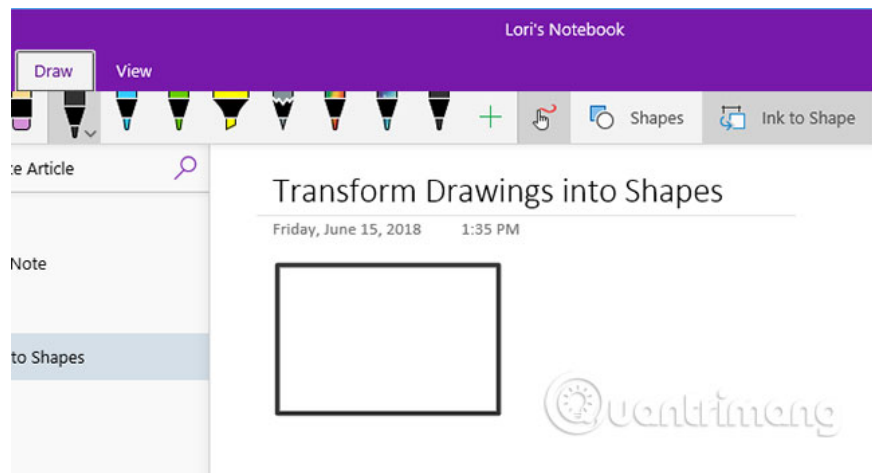 Lori's Notebook
Draw View
Shapes Ink to Shape
te Article
Transform Drawings into Shapes
Friday, June 15, 2018 1:35 PM
Note
to Shapes
Quantrimang